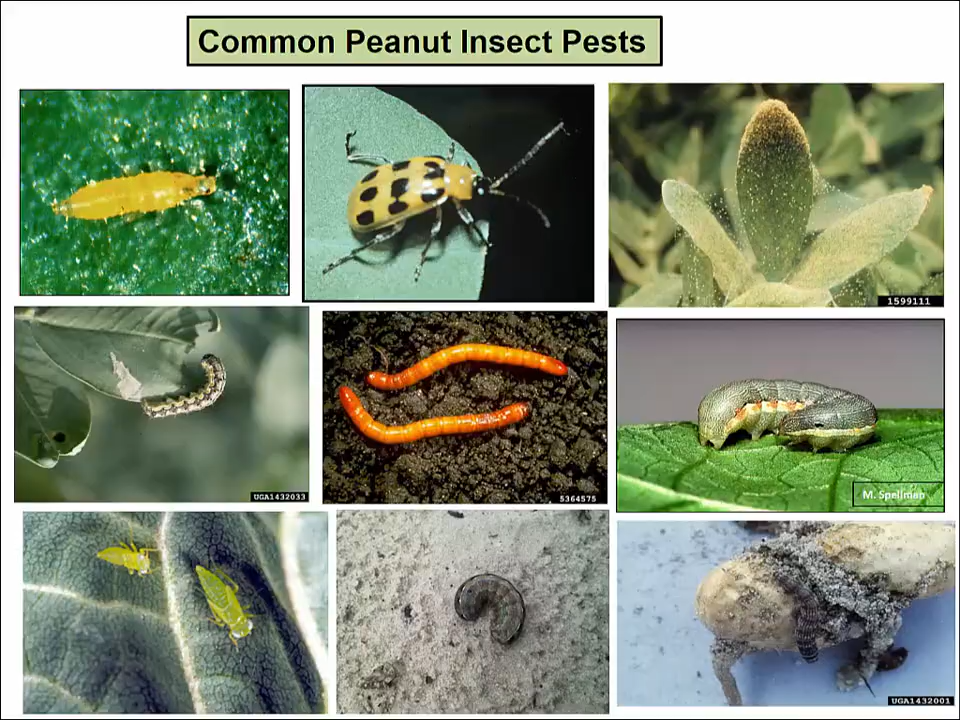 Common Peanut Insect Pests
1599111
UGA1432033
5364575
M. Spellman
UGA1432001